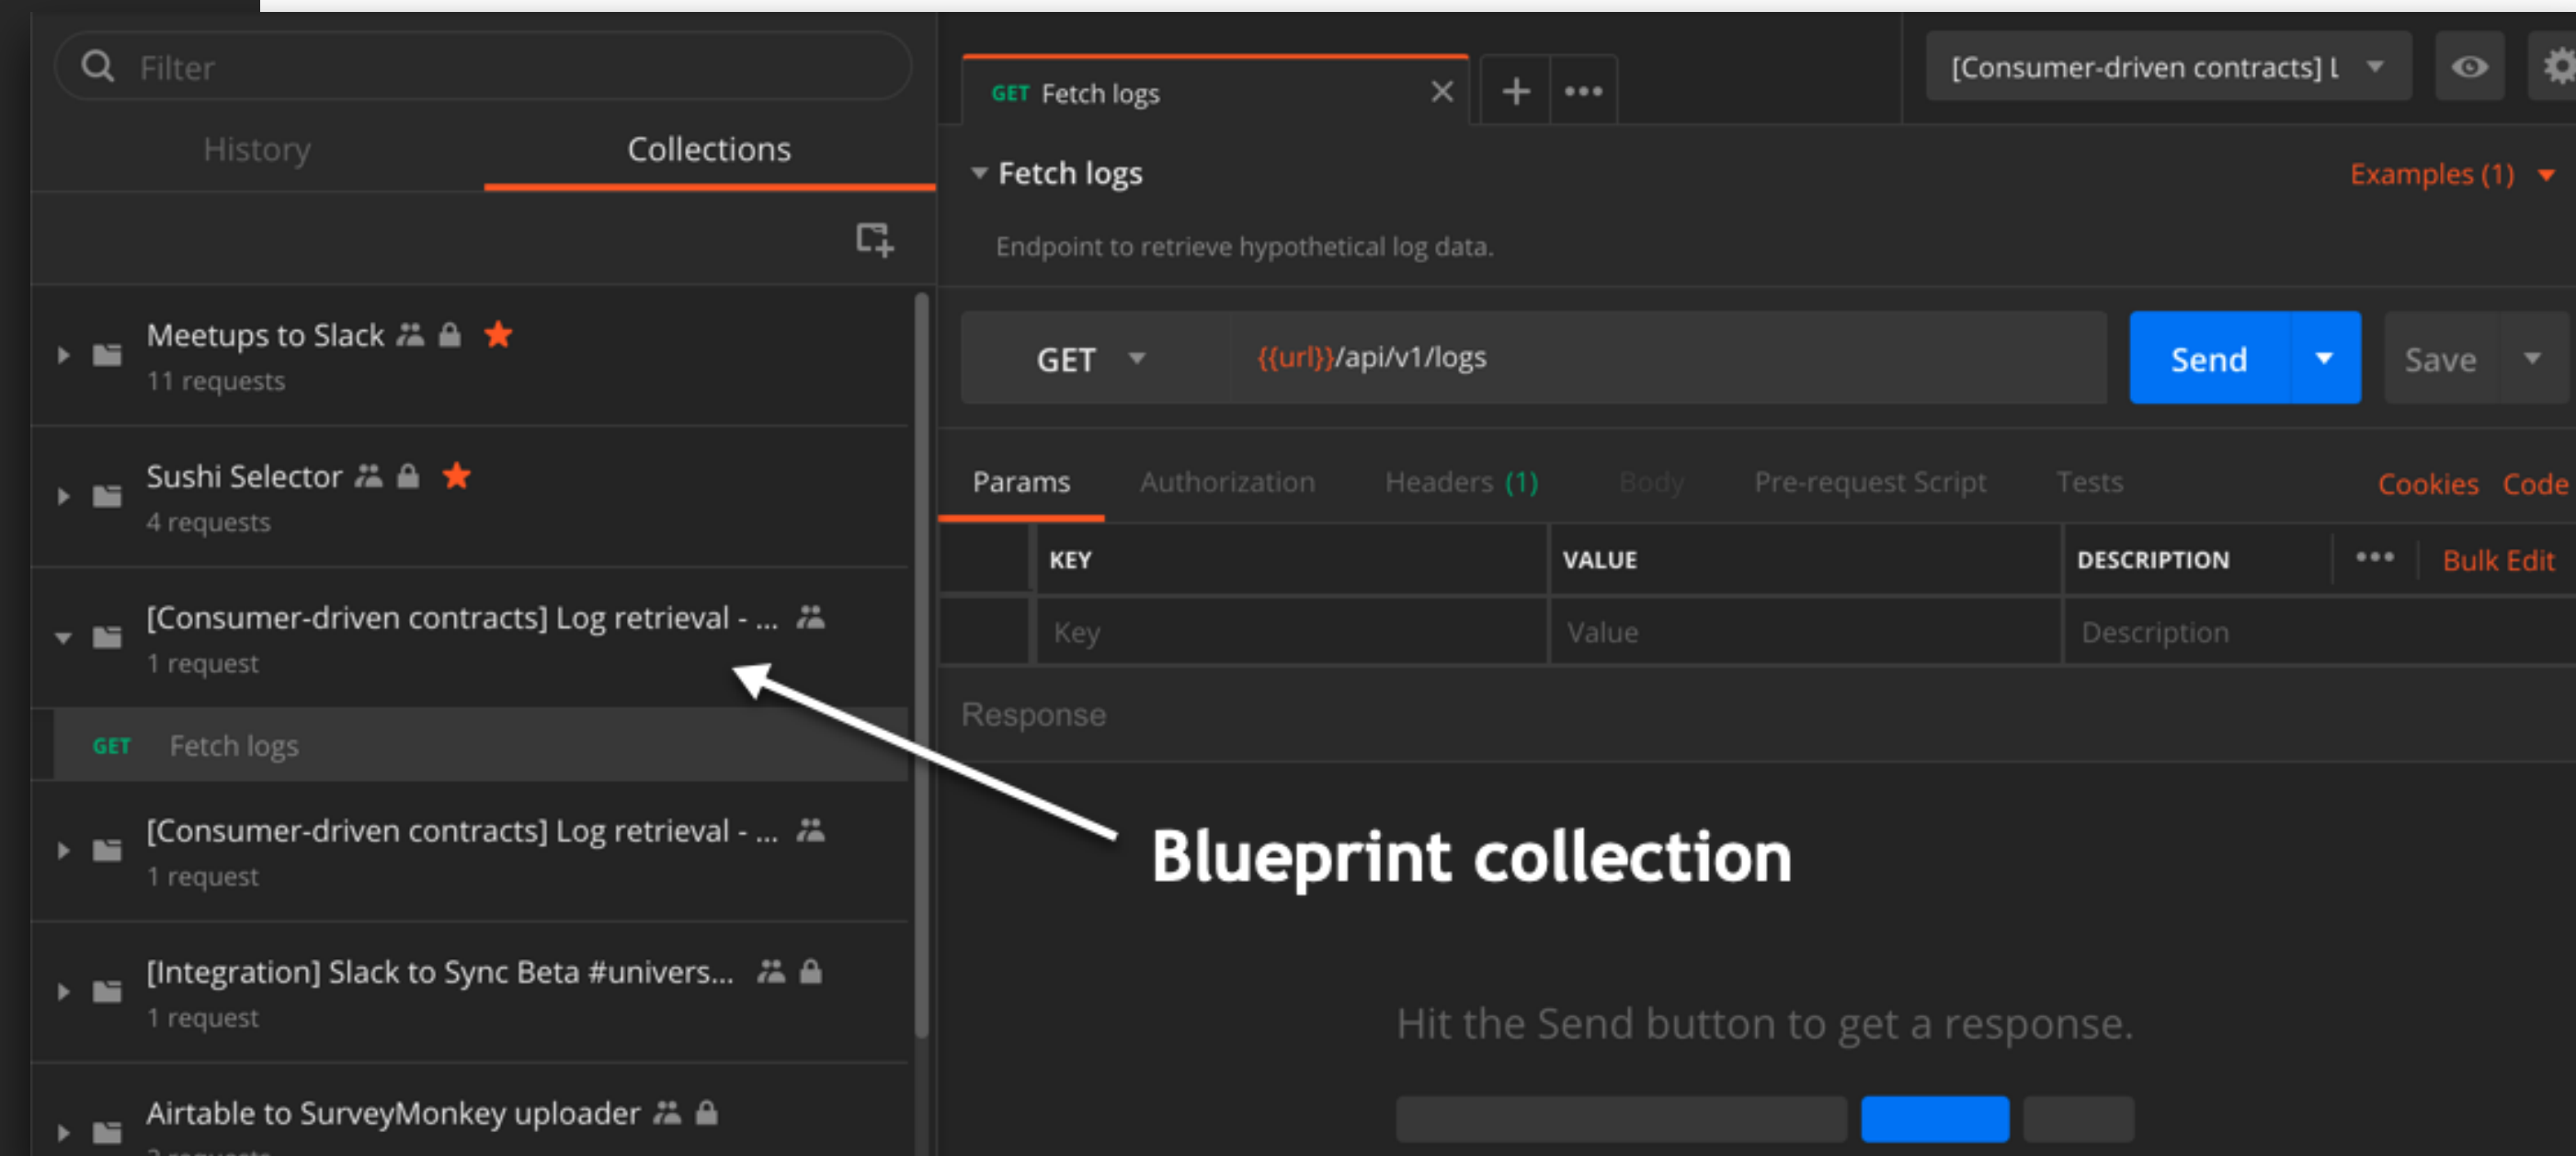 Filter
History
Collections
Meetups to Slack
11 requests
Sushi Selector
4 requests
[Consumer-driven contracts] Log retrieval - ...
1 request
GET Fetch logs
[Consumer-driven contracts] Log retrieval - ...
1 request
[Integration] Slack to Sync Beta #univers...
1 request
Airtable to SurveyMonkey uploader
GET Fetch logs
[Consumer-driven contracts] L
Fetch logs
Examples (1)
Endpoint to retrieve hypothetical log data.
GET
{{url}}/api/v1/logs
Send
Save
Params
Authorization
Headers (1)
Body
Pre-request Script
Tests
Cookies
Code
KEY
VALUE
DESCRIPTION
Bulk Edit
Key
Value
Description
Response
Blueprint collection
Hit the Send button to get a response.